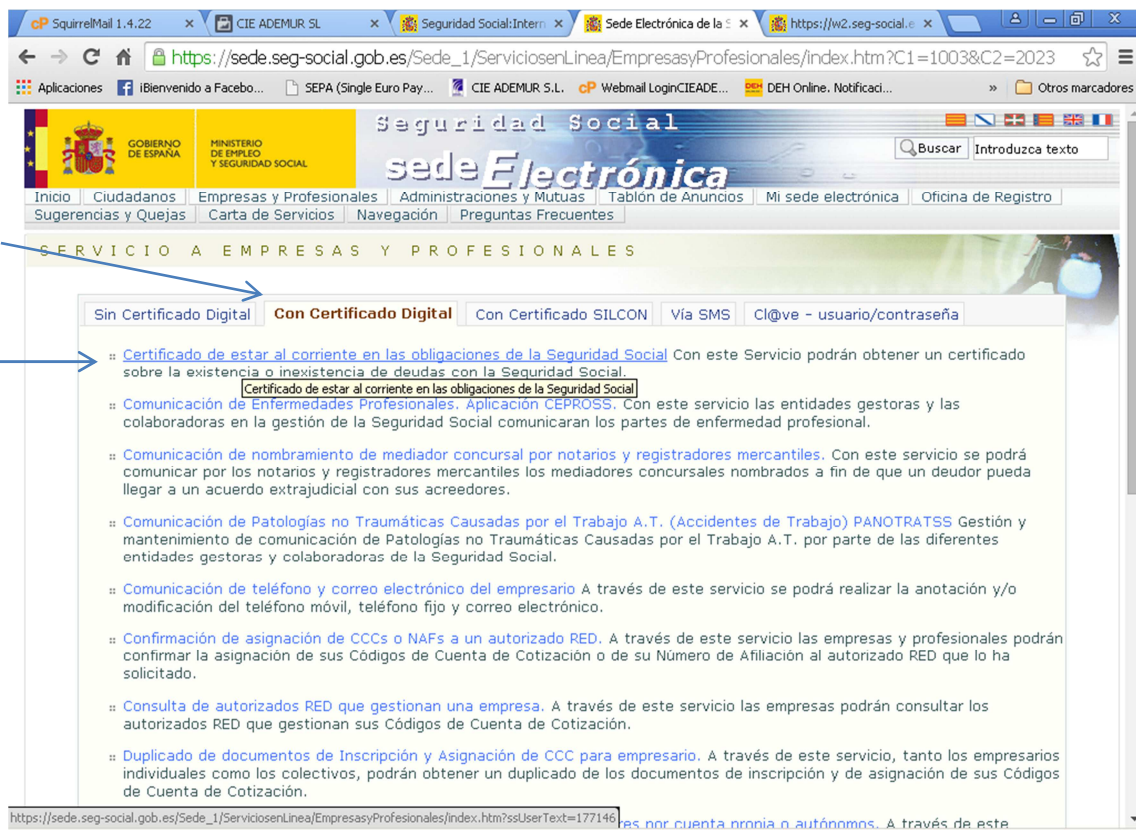 SquirrelMail 1.4.22
CIE ADEMUR SL
Seguridad Social:Intern
Sede Electrónica de la S
https://w2.seg-social.e
https://sede.seg-social.gob.es/Sede_1/ServiciosenLinea/EmpresasyProfesionales/index.htm?C1=1003&C2=2023
Aplicaciones
iBienvenido a Facebo...
SEPA (Single Euro Pay...
CIE ADEMUR S.L.
Webmail LoginCIEADE...
DEH Online. Notificaci...
»
Otros marcadores
GOBIERNO
DE ESPAÑA
MINISTERIO
DE EMPLEO
Y SEGURIDAD SOCIAL
Seguridad Social
sede Electrónica
Buscar
Introduzca texto
Inicio Ciudadanos Empresas y Profesionales Administraciones y Mutuas Tablón de Anuncios Mi sede electrónica Oficina de Registro
Sugerencias y Quejas Carta de Servicios Navegación Preguntas Frecuentes
SERVICIO A EMPRESAS Y PROFESIONALES
Sin Certificado Digital Con Certificado Digital Con Certificado SILCON Vía SMS Cl@ve - usuario/contraseña
Certificado de estar al corriente en las obligaciones de la Seguridad Social Con este Servicio podrán obtener un certificado
sobre la existencia o inexistencia de deudas con la Seguridad Social.
Certificado de estar al corriente en las obligaciones de la Seguridad Social
Comunicación de Enfermedades Profesionales. Aplicación CEPROSS. Con este servicio las entidades gestoras y las
colaboradoras en la gestión de la Seguridad Social comunicaran los partes de enfermedad profesional.
Comunicación de nombramiento de mediador concursal por notarios y registradores mercantiles. Con este servicio se podrá
comunicar por los notarios y registradores mercantiles los mediadores concursales nombrados a fin de que un deudor pueda
llegar a un acuerdo extrajudicial con sus acreedores.
Comunicación de Patologías no Traumáticas Causadas por el Trabajo A.T. (Accidentes de Trabajo) PANOTRATSS Gestión y
mantenimiento de comunicación de Patologías no Traumáticas Causadas por el Trabajo A.T. por parte de las diferentes
entidades gestoras y colaboradoras de la Seguridad Social.
Comunicación de teléfono y correo electrónico del empresario A través de este servicio se podrá realizar la anotación y/o
modificación del teléfono móvil, teléfono fijo y correo electrónico.
Confirmación de asignación de CCCs o NAFs a un autorizado RED. A través de este servicio las empresas y profesionales podrán
confirmar la asignación de sus Códigos de Cuenta de Cotización o de su Número de Afiliación al autorizado RED que lo ha
solicitado.
Consulta de autorizados RED que gestionan una empresa. A través de este servicio las empresas podrán consultar los
autorizados RED que gestionan sus Códigos de Cuenta de Cotización.
Duplicado de documentos de Inscripción y Asignación de CCC para empresario. A través de este servicio, tanto los empresarios
individuales como los colectivos, podrán obtener un duplicado de los documentos de inscripción y de asignación de sus Códigos
de Cuenta de Cotización.
https://sede.seg-social.gob.es/Sede_1/ServiciosenLinea/EmpresasyProfesionales/index.htm?ssUserText=177146
res por cuenta propia o autónomos. A través de este